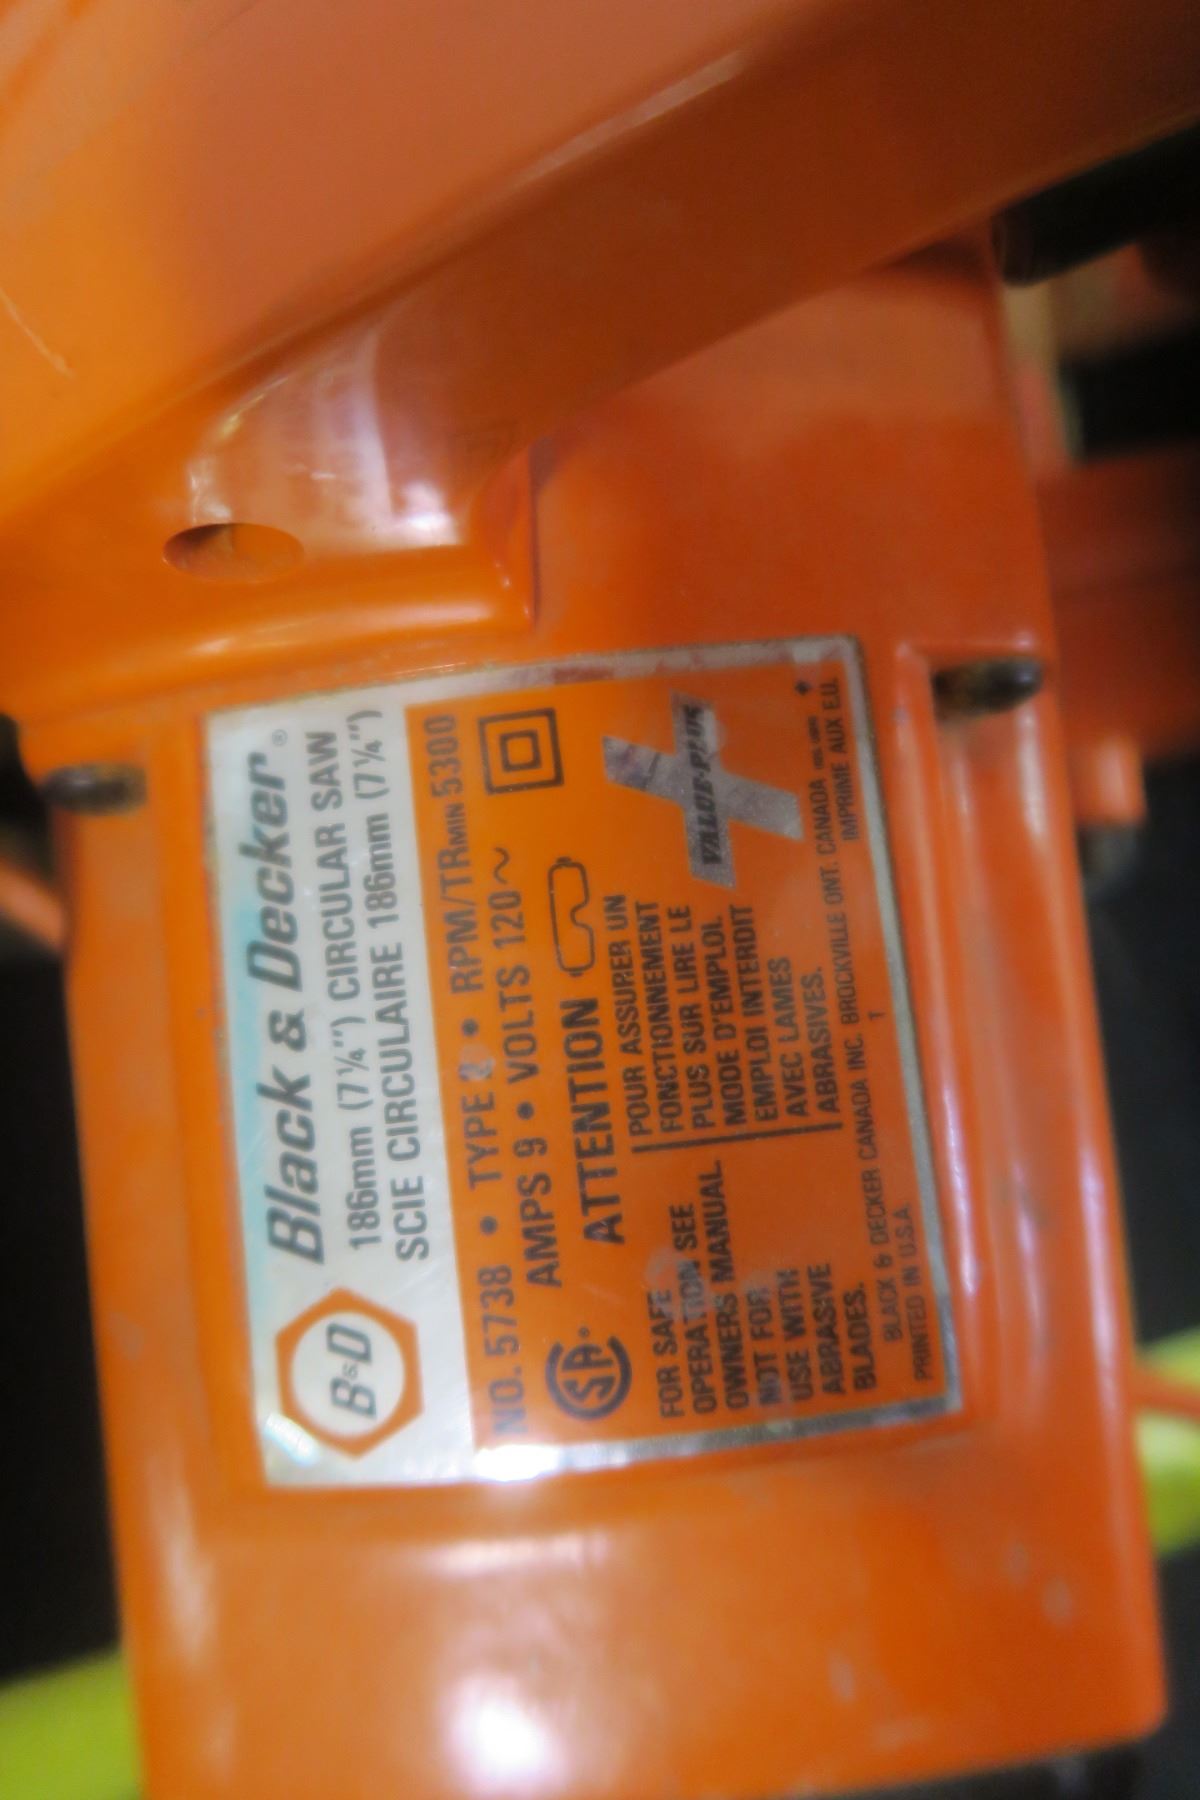 B&D
Black & Decker®
186mm (7¼") CIRCULAR SAW
SCIE CIRCULAIRE 186mm (7¼")
NO. 5738 • TYPE 2 • RPM/TRMIN 5300
AMPS 9 • VOLTS 120~
SA®
ATTENTION
FOR SAFE
OPERATION SEE
OWNERS MANUAL
NOT FOR
USE WITH
ABRASIVE
BLADES.
POUR ASSURER UN
FONCTIONNEMENT
PLUS SÛR LIRE LE
MODE D'EMPLOI.
EMPLOI INTERDIT
AVEC LAMES
ABRASIVES.
VALUE-PLUS
BLACK & DECKER CANADA INC. BROCKVILLE ONT. CANADA
PRINTED IN U.S.A. T IMPRIME AUX E.U.